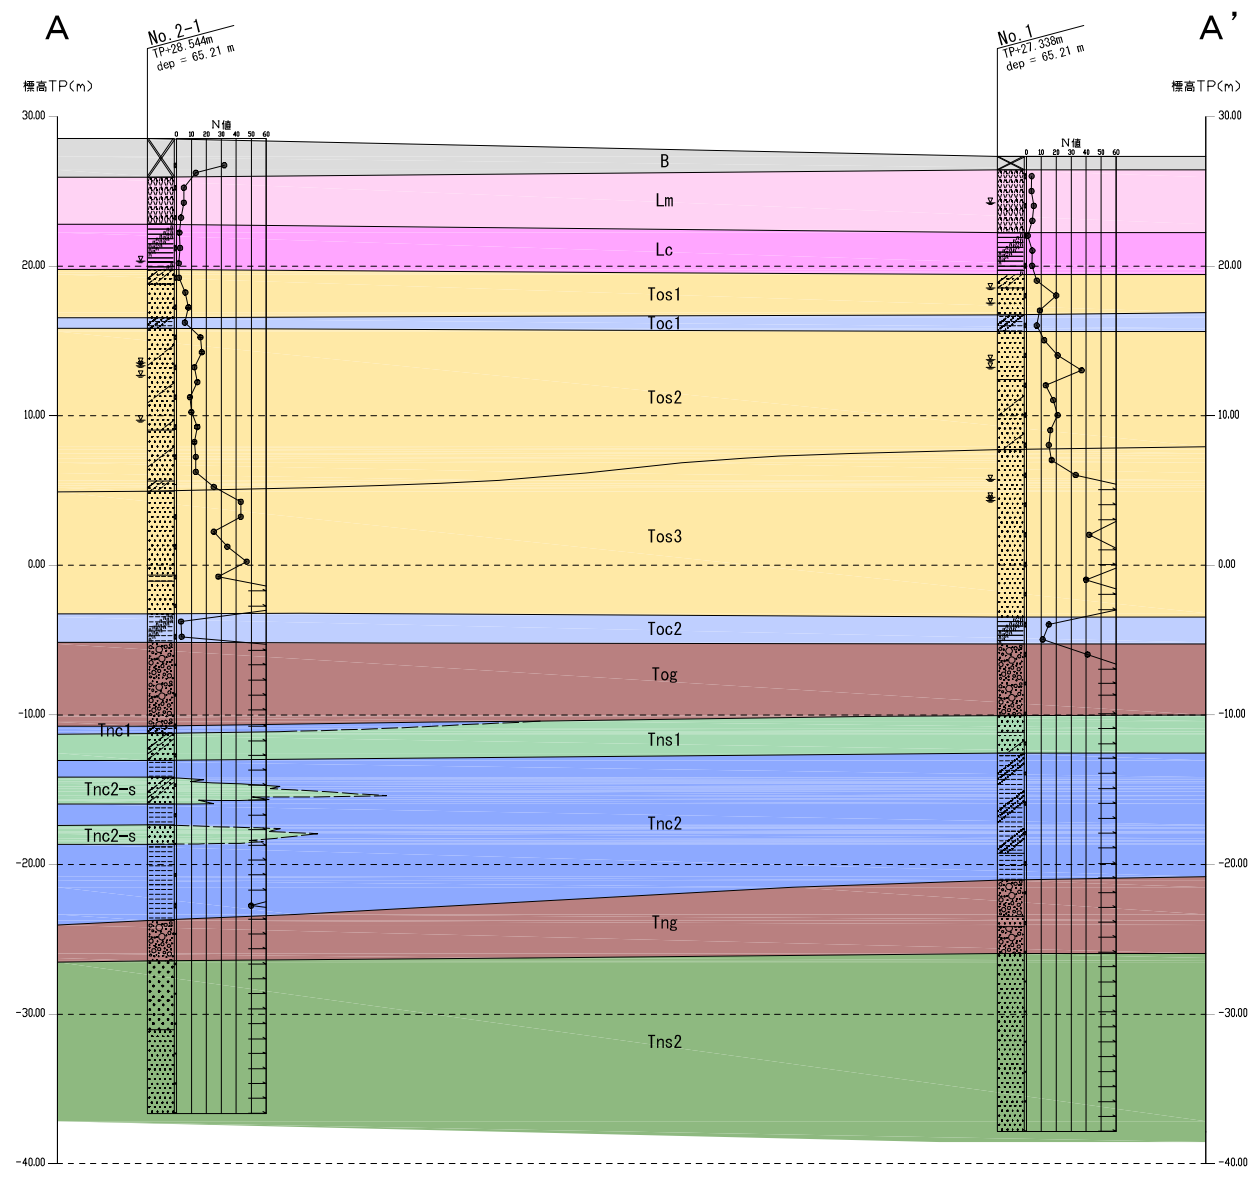 A
A'
No.2-1
TP+28.544m
dep = 65.21 m
No.1
TP+27.338m
dep = 65.21 m
標高TP(m)
標高TP(m)
30.00
30.00
N値
0 10 20 30 40 50 60
N値
0 10 20 30 40 50 60
B
Lm
Lc
20.00
20.00
Tos1
Toc1
Tos2
10.00
10.00
Tos3
0.00
0.00
Toc2
Tog
-10.00
-10.00
Tnc1
Tns1
Tnc2-s
Tnc2
Tnc2-s
-20.00
-20.00
Tng
-30.00
-30.00
Tns2
-40.00
-40.00